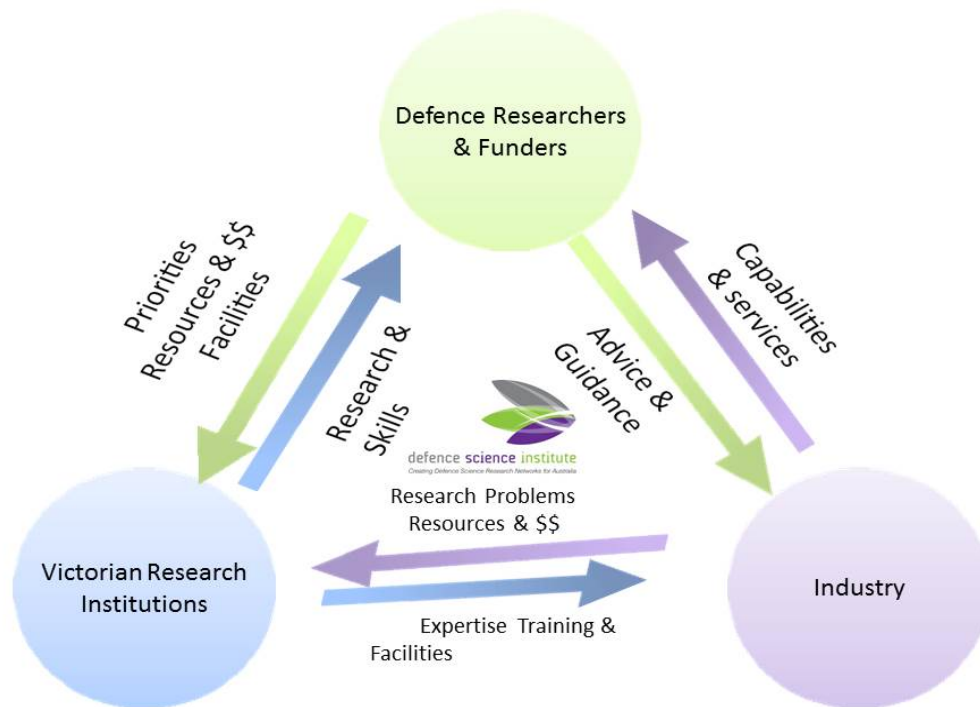 Defence Researchers
& Funders
Priorities
Resources & $$
Facilities
Research &
Skills
Advice &
Guidance
Capabilities
& services
defence science institute
Creating Defence Science Research Networks for Australia
Research Problems
Resources & $$
Victorian Research
Institutions
Industry
Expertise Training &
Facilities